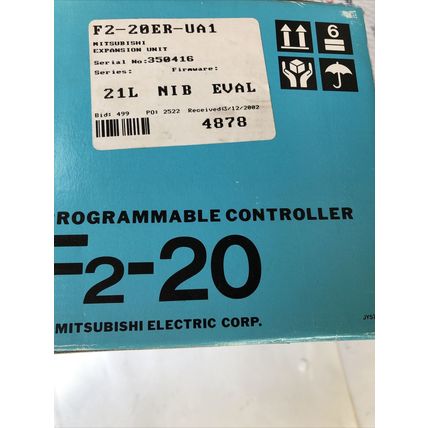 F2-20ER-UA1
MITSUBISHI
EXPANSION UNIT
Serial No:350416
Series: Firmware:
21L NIB EVAL
Bid: 499 PO: 2522 Received:3/12/2002
4878
6
PROGRAMMABLE CONTROLLER
F2-20
MITSUBISHI ELECTRIC CORP.